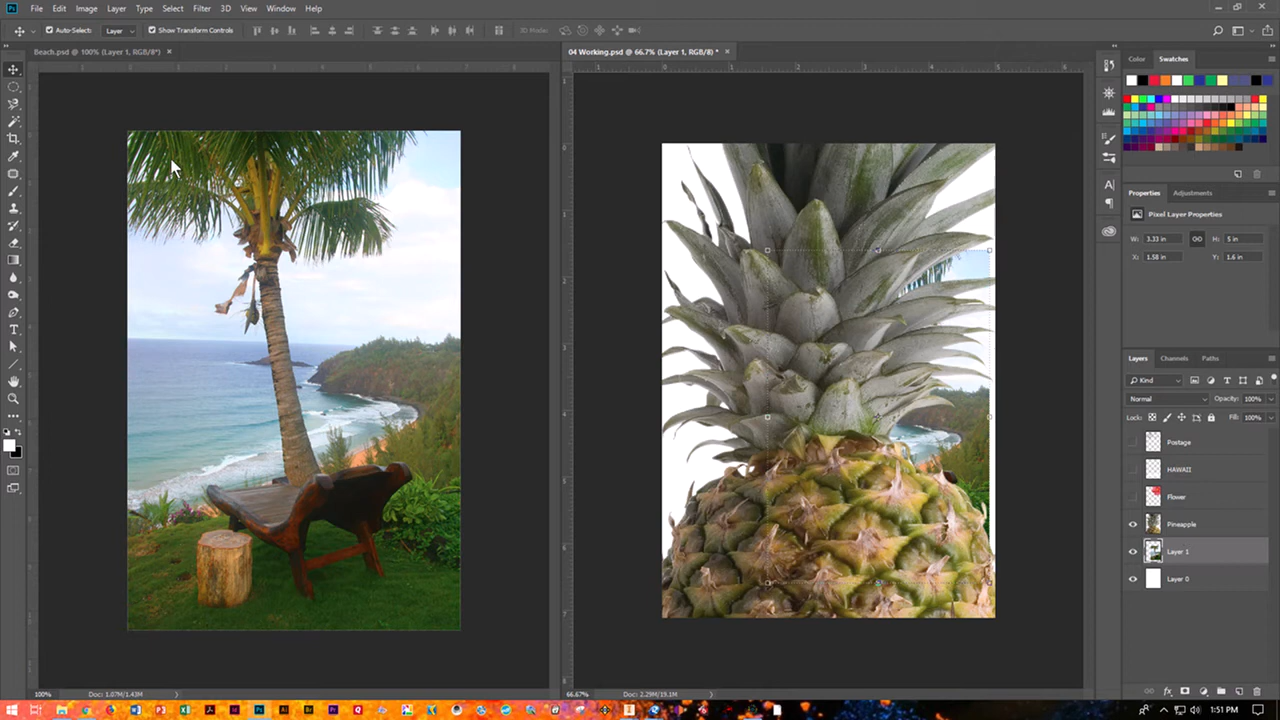 Ps File Edit Image Layer Type Select Filter 3D View Window Help
Auto-Select: Layer Show Transform Controls 3D Mode:
Beach.psd @ 100% (Layer 1, RGB/8*) × 04 Working.psd @ 66.7% (Layer 1, RGB/8) * ×
Color Swatches
Properties Adjustments
Pixel Layer Properties
W: 3.33 in GO H: 5 in
X: 1.58 in Y: 1.6 in
Layers Channels Paths
Kind
Normal Opacity: 100%
Lock: Fill: 100%
Postage
HAWAII
Flower
Pineapple
Layer 1
Layer 0
100% Doc: 1.07M/1.43M 66.67% Doc: 2.29M/19.1M
1:51 PM